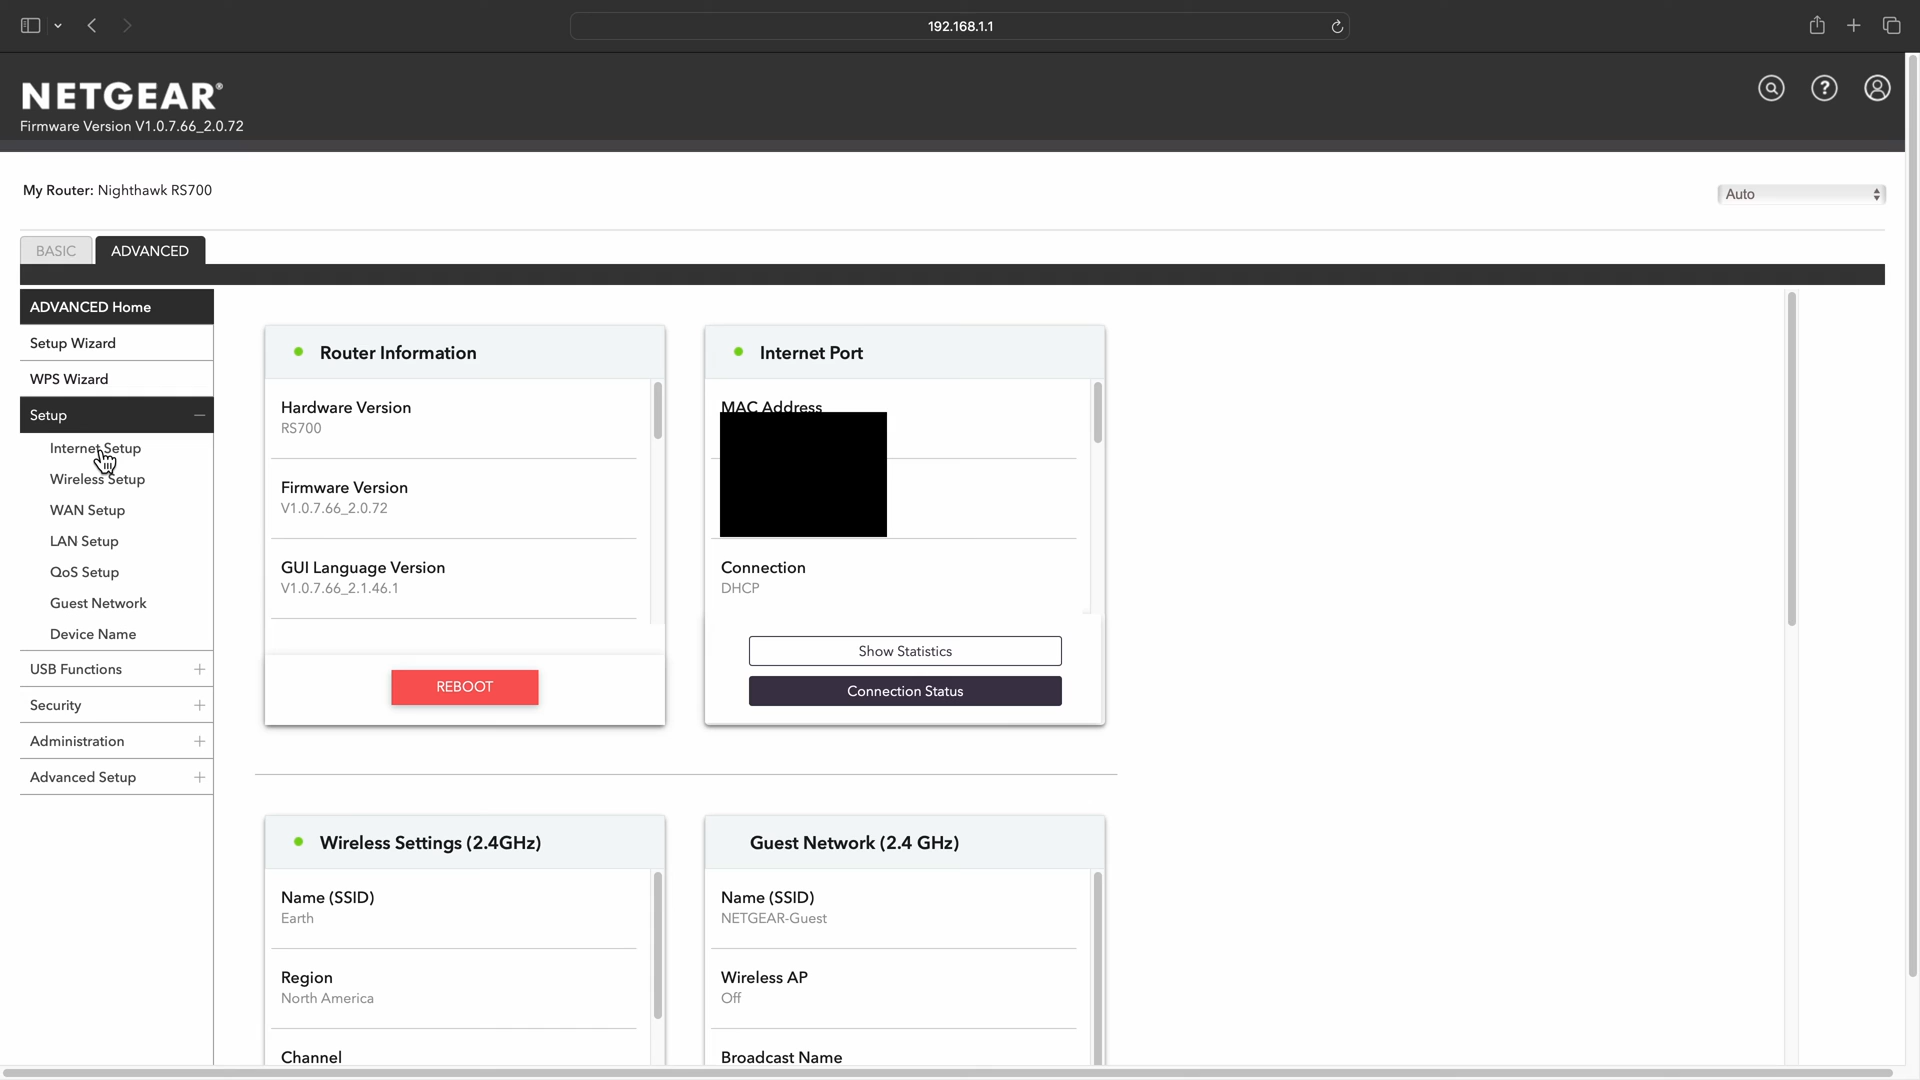 192.168.1.1
NETGEAR®
Firmware Version V1.0.7.66_2.0.72
?
My Router: Nighthawk RS700
Auto
BASIC
ADVANCED
ADVANCED Home
Setup Wizard
WPS Wizard
Setup
Internet Setup
Wireless Setup
WAN Setup
LAN Setup
QoS Setup
Guest Network
Device Name
USB Functions
Security
Administration
Advanced Setup
Router Information
Hardware Version
RS700
Firmware Version
V1.0.7.66_2.0.72
GUI Language Version
V1.0.7.66_2.1.46.1
REBOOT
Internet Port
MAC Address
Connection
DHCP
Show Statistics
Connection Status
Wireless Settings (2.4GHz)
Name (SSID)
Earth
Region
North America
Channel
Guest Network (2.4 GHz)
Name (SSID)
NETGEAR-Guest
Wireless AP
Off
Broadcast Name